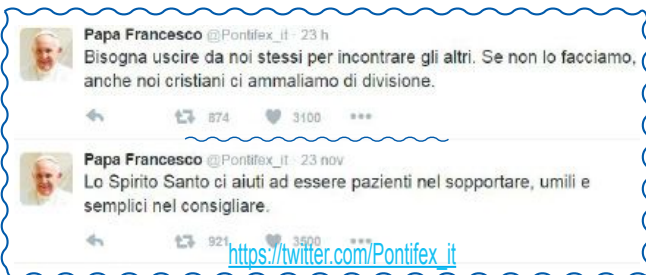 Papa Francesco @Pontifex_it · 23 h
Bisogna uscire da noi stessi per incontrare gli altri. Se non lo facciamo,
anche noi cristiani ci ammaliamo di divisione.
874 3100
Papa Francesco @Pontifex_it · 23 nov
Lo Spirito Santo ci aiuti ad essere pazienti nel sopportare, umili e
semplici nel consigliare.
921 3500
https://twitter.com/Pontifex_it